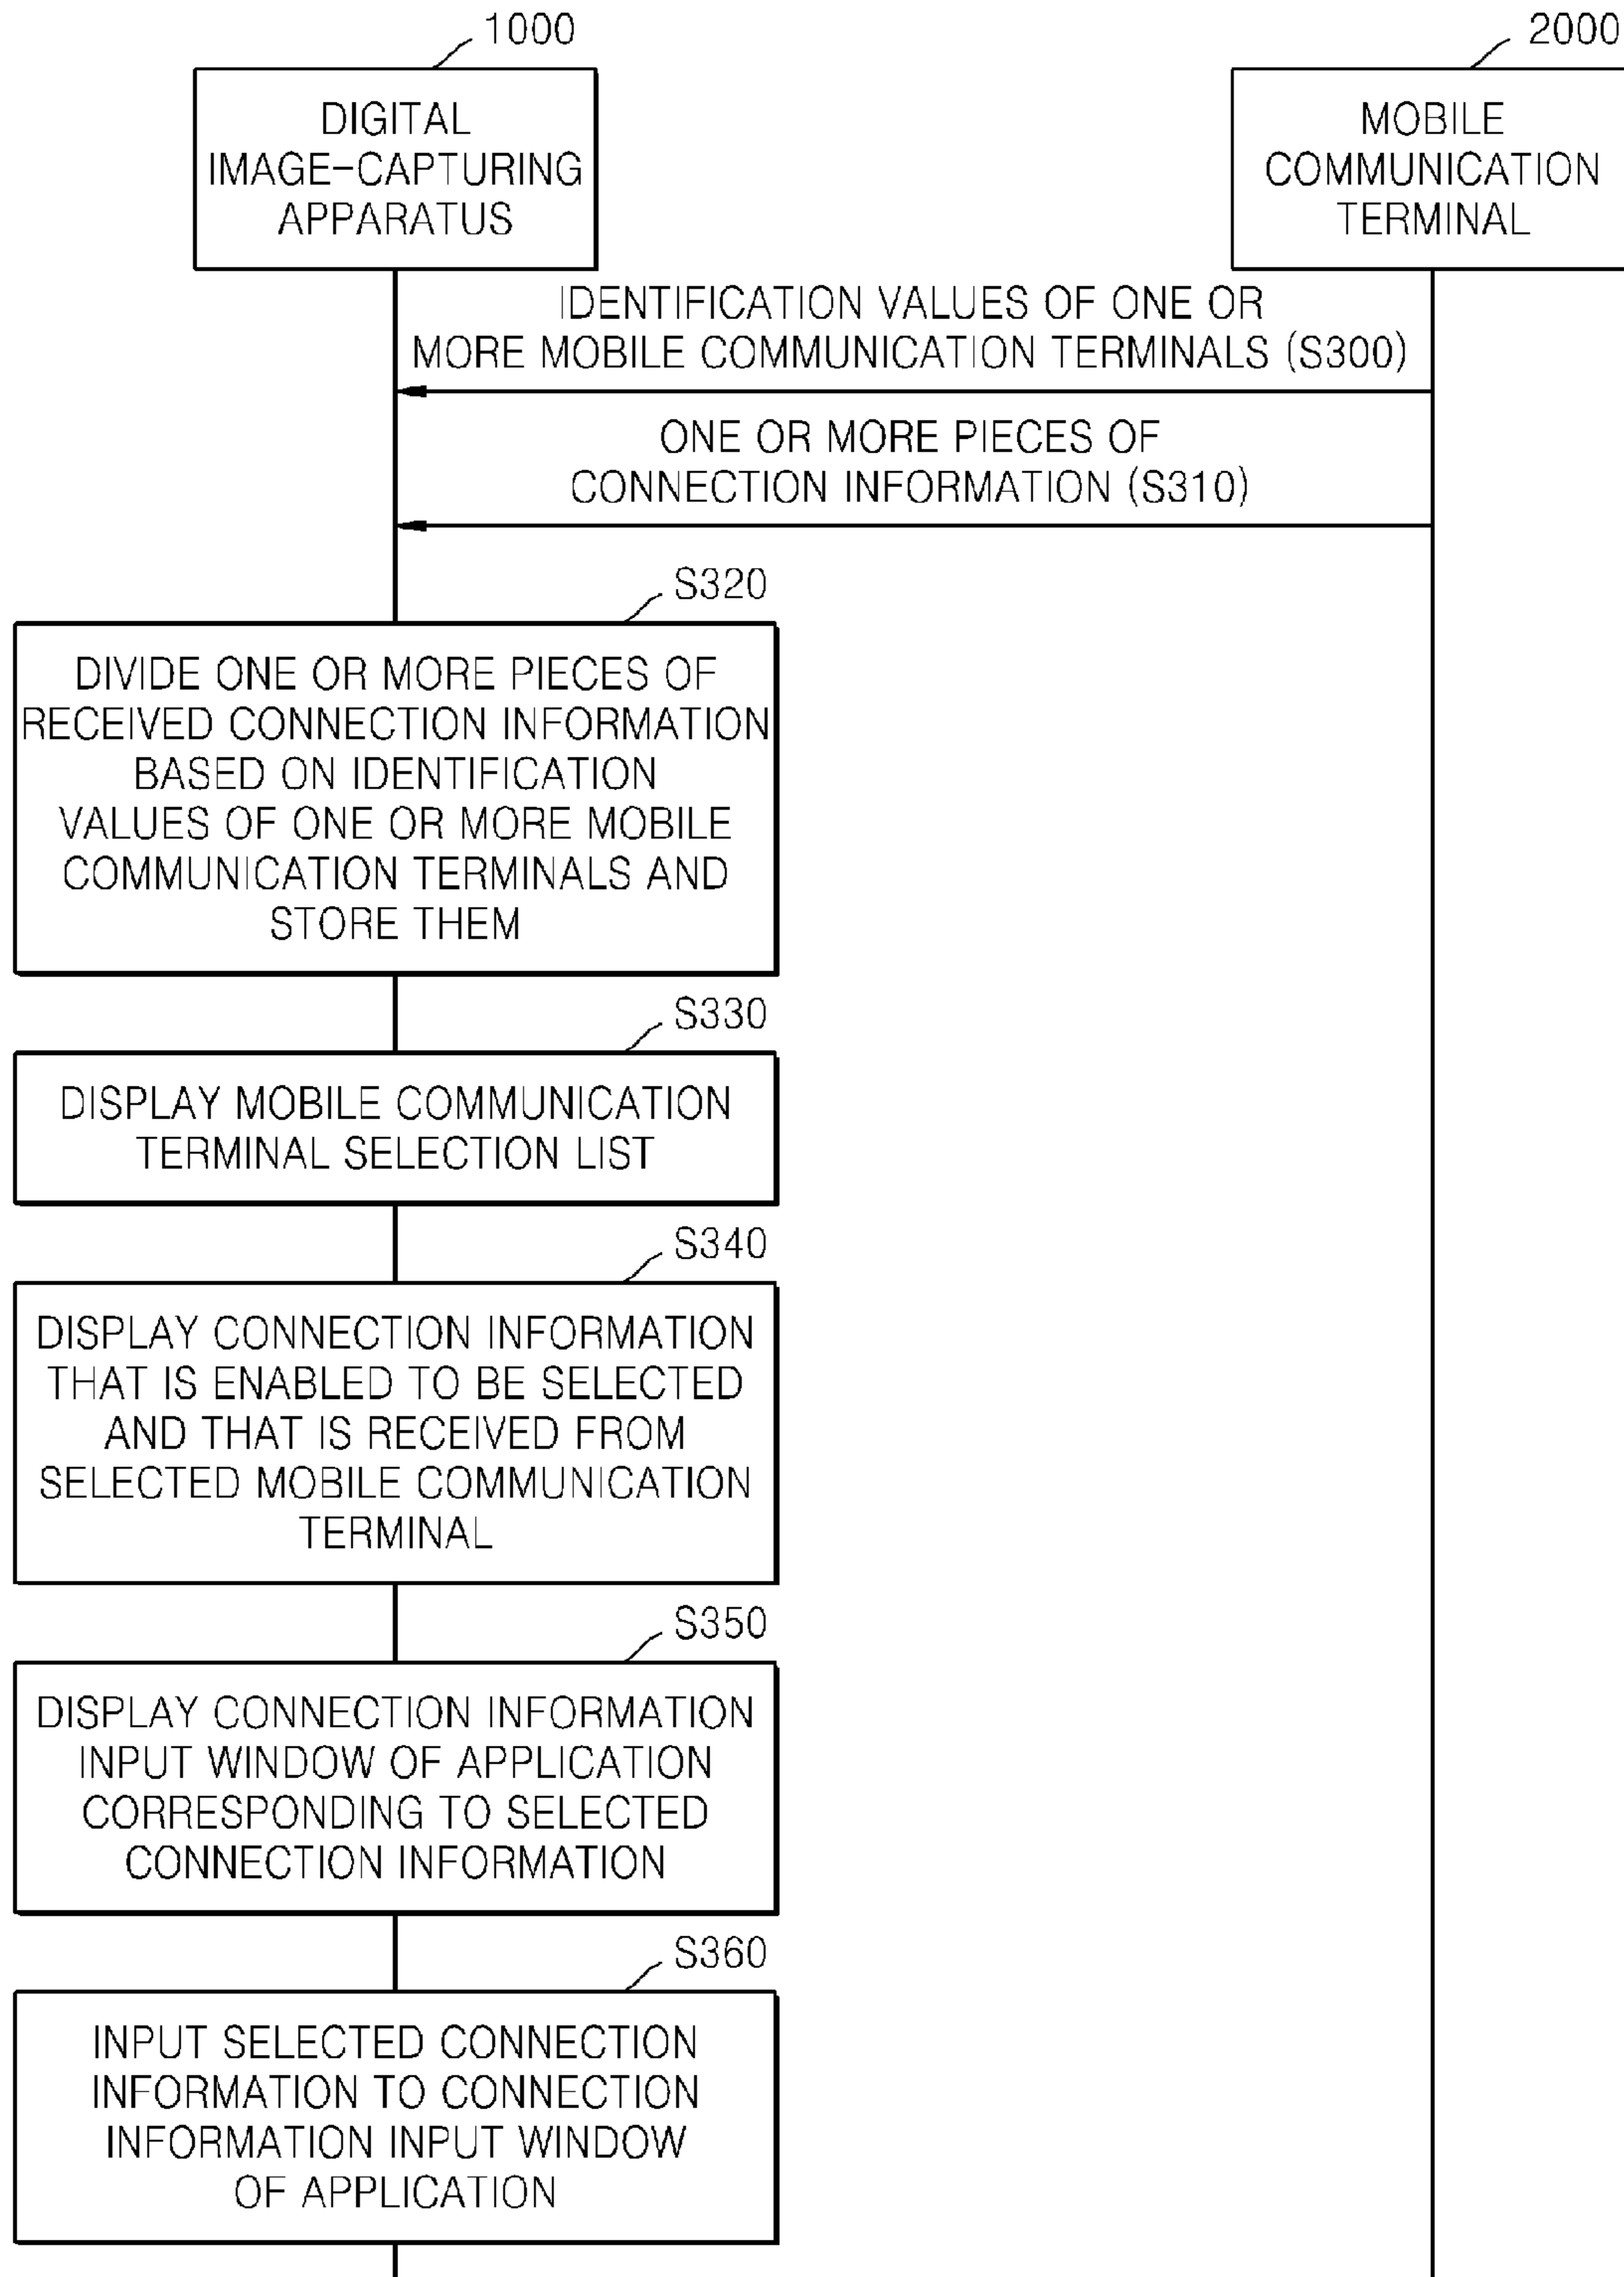 1000
2000
DIGITAL
IMAGE-CAPTURING
APPARATUS
MOBILE
COMMUNICATION
TERMINAL
IDENTIFICATION VALUES OF ONE OR
MORE MOBILE COMMUNICATION TERMINALS (S300)
ONE OR MORE PIECES OF
CONNECTION INFORMATION (S310)
S320
DIVIDE ONE OR MORE PIECES OF
RECEIVED CONNECTION INFORMATION
BASED ON IDENTIFICATION
VALUES OF ONE OR MORE MOBILE
COMMUNICATION TERMINALS AND
STORE THEM
S330
DISPLAY MOBILE COMMUNICATION
TERMINAL SELECTION LIST
S340
DISPLAY CONNECTION INFORMATION
THAT IS ENABLED TO BE SELECTED
AND THAT IS RECEIVED FROM
SELECTED MOBILE COMMUNICATION
TERMINAL
S350
DISPLAY CONNECTION INFORMATION
INPUT WINDOW OF APPLICATION
CORRESPONDING TO SELECTED
CONNECTION INFORMATION
S360
INPUT SELECTED CONNECTION
INFORMATION TO CONNECTION
INFORMATION INPUT WINDOW
OF APPLICATION